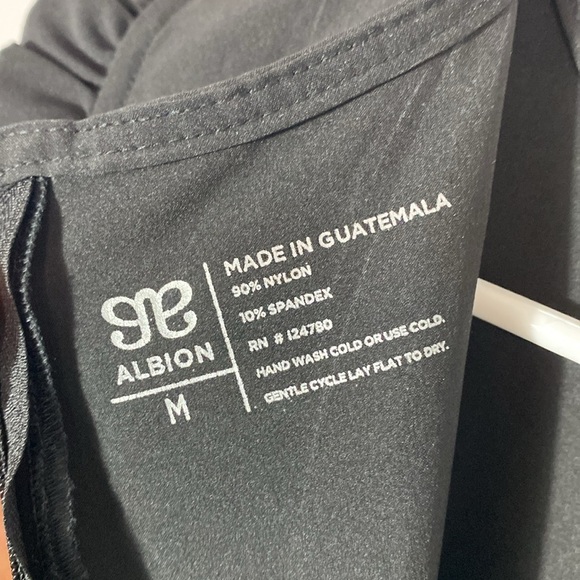 ALBION
M
MADE IN GUATEMALA
90% NYLON
10% SPANDEX
RN # 124780
HAND WASH COLD OR USE COLD.
GENTLE CYCLE LAY FLAT TO DRY.